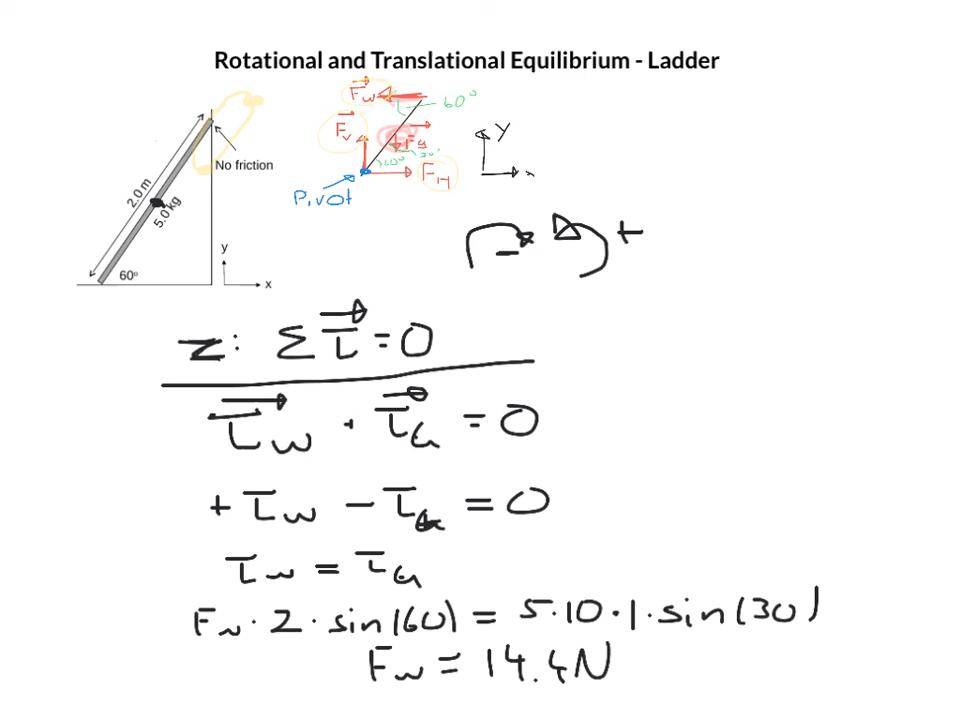 Rotational and Translational Equilibrium - Ladder
Fw
60°
Fv
Fg
30°
60°
FH
Pivot
y
x
2.0 m
5.0 kg
No friction
60°
y
x
- +
z: Στ = 0
τw + τG = 0
+ τw - τG = 0
τw = τG
Fw · 2 · sin(60) = 5·10·1·sin(30)
Fw = 14.4N